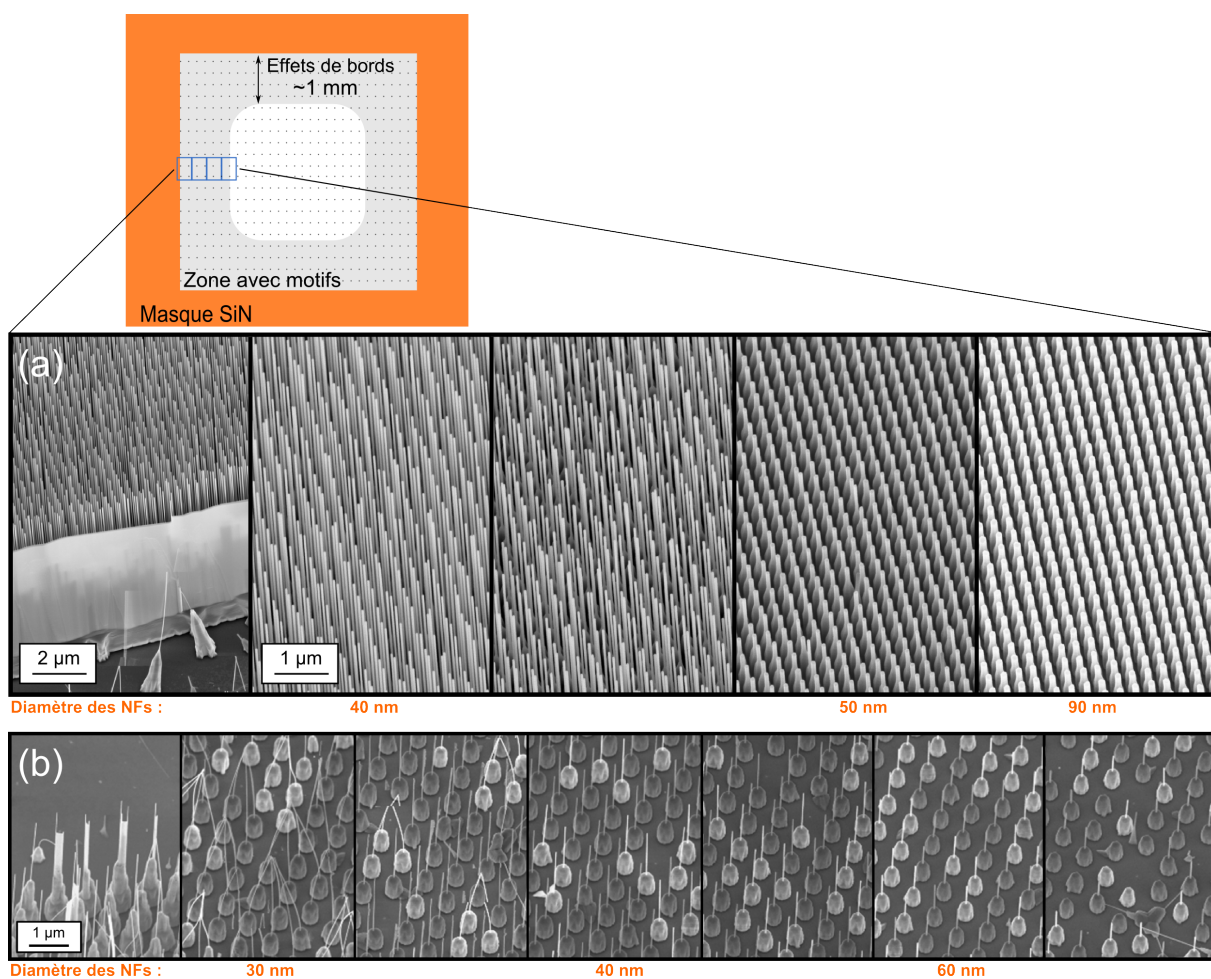 Effets de bords
~1 mm
Zone avec motifs
Masque SiN
(a)
2 µm
1 µm
Diamètre des NFs : 40 nm 50 nm 90 nm
(b)
1 µm
Diamètre des NFs : 30 nm 40 nm 60 nm